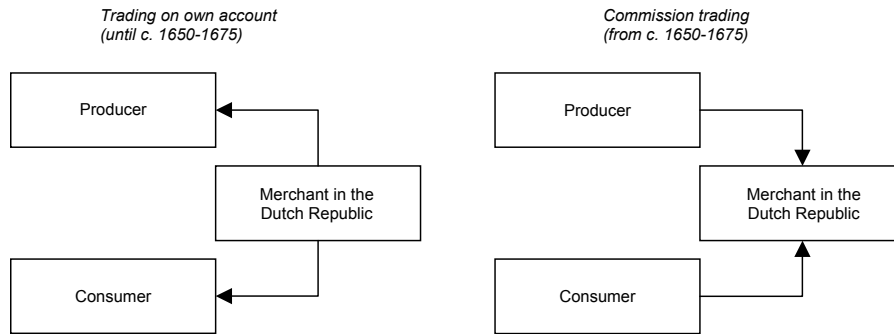 Trading on own account
(until c. 1650-1675)
Producer
Merchant in the
Dutch Republic
Consumer
Commission trading
(from c. 1650-1675)
Producer
Merchant in the
Dutch Republic
Consumer